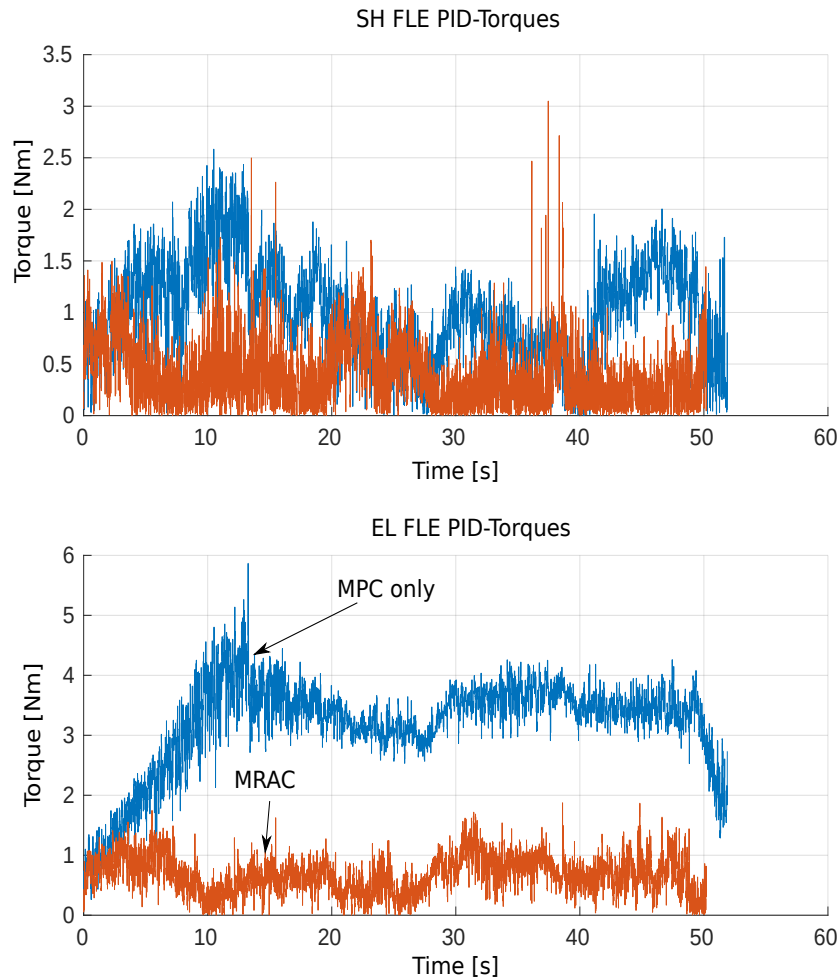 SH FLE PID-Torques
3.5
3
2.5
2
1.5
1
0.5
0
Torque [Nm]
0 10 20 30 40 50 60
Time [s]
EL FLE PID-Torques
6
5
4
3
2
1
0
Torque [Nm]
MPC only
MRAC
0 10 20 30 40 50 60
Time [s]